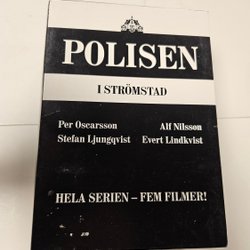 POLISEN
I STRÖMSTAD
Per Oscarsson Alf Nilsson
Stefan Ljungqvist Evert Lindkvist
HELA SERIEN – FEM FILMER!